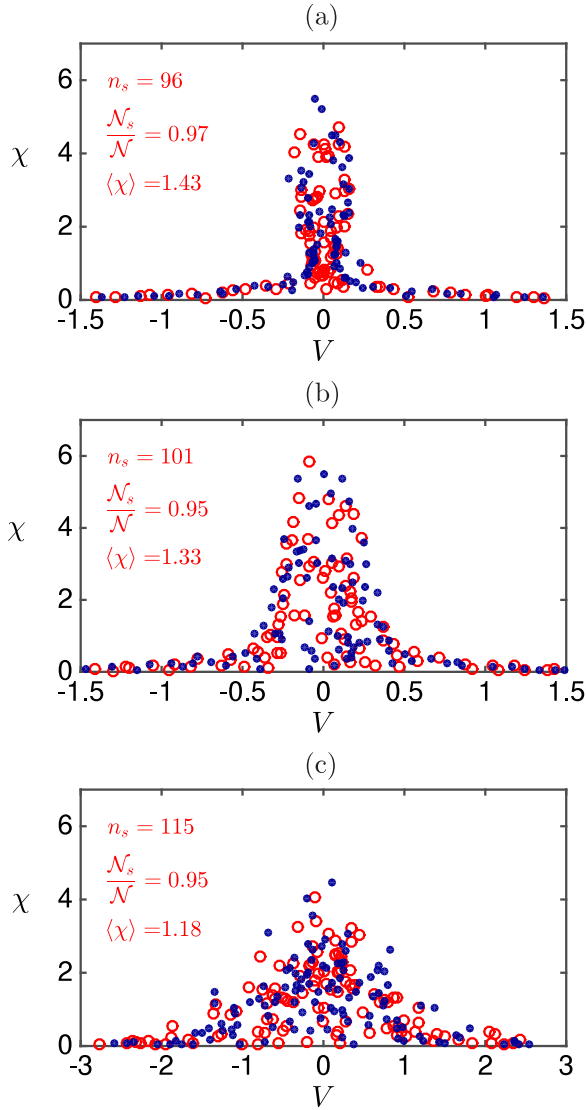 (a)
6
4
2
0
χ
n_s = 96
𝒩_s/𝒩 = 0.97
⟨χ⟩ =1.43
-1.5 -1 -0.5 0 0.5 1 1.5
V
(b)
6
4
2
0
χ
n_s = 101
𝒩_s/𝒩 = 0.95
⟨χ⟩ =1.33
-1.5 -1 -0.5 0 0.5 1 1.5
V
(c)
6
4
2
0
χ
n_s = 115
𝒩_s/𝒩 = 0.95
⟨χ⟩ =1.18
-3 -2 -1 0 1 2 3
V